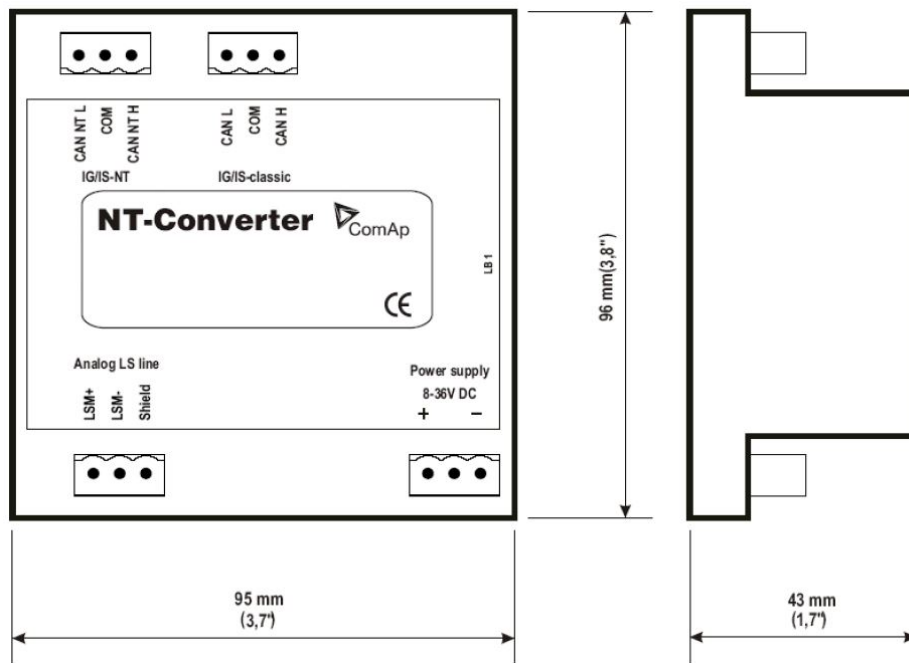 CAN NT L
COM
CAN NT H
CAN L
COM
CAN H
IG/IS-NT
IG/IS-classic
NT-Converter
ComAp
LB 1
CE
Analog LS line
LSM+
LSM-
Shield
Power supply
8-36V DC
+ −
96 mm(3,8")
95 mm
(3,7")
43 mm
(1,7")